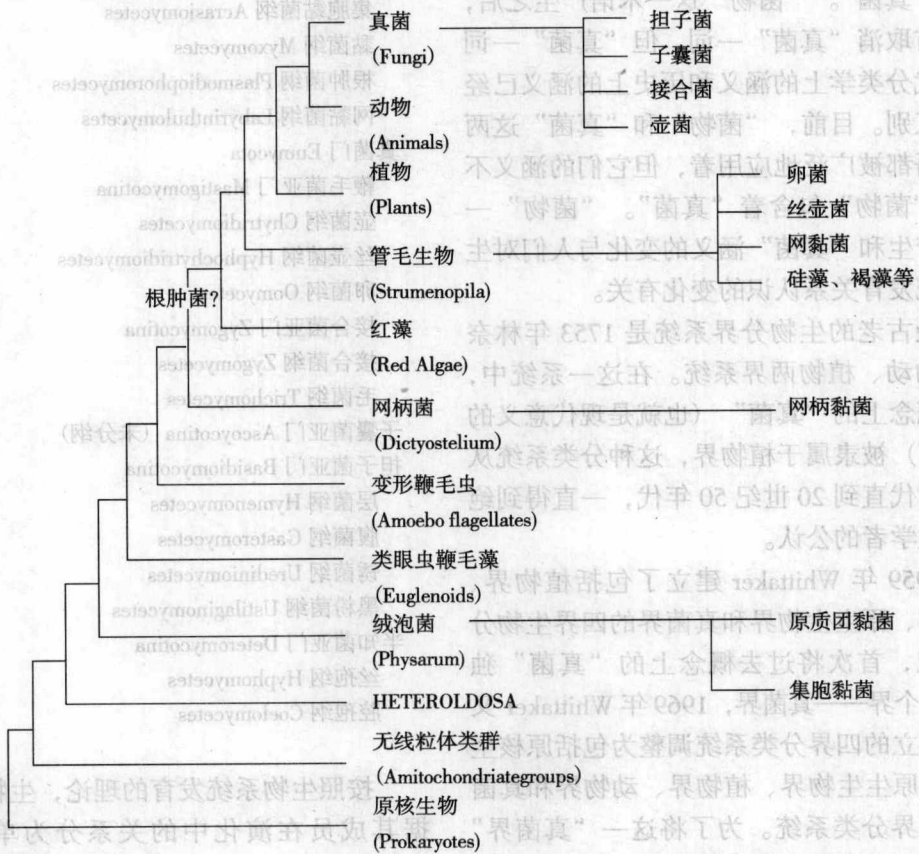 真菌
(Fungi)
动物
(Animals)
植物
(Plants)
管毛生物
(Strumenopila)
根肿菌?
红藻
(Red Algae)
网柄菌
(Dictyostelium)
变形鞭毛虫
(Amoebo flagellates)
类眼虫鞭毛藻
(Euglenoids)
绒泡菌
(Physarum)
HETEROLDOSA
无线粒体类群
(Amitochondriategroups)
原核生物
(Prokaryotes)
担子菌
子囊菌
接合菌
壶菌
卵菌
丝壶菌
网黏菌
硅藻、褐藻等
网柄黏菌
原质团黏菌
集胞黏菌